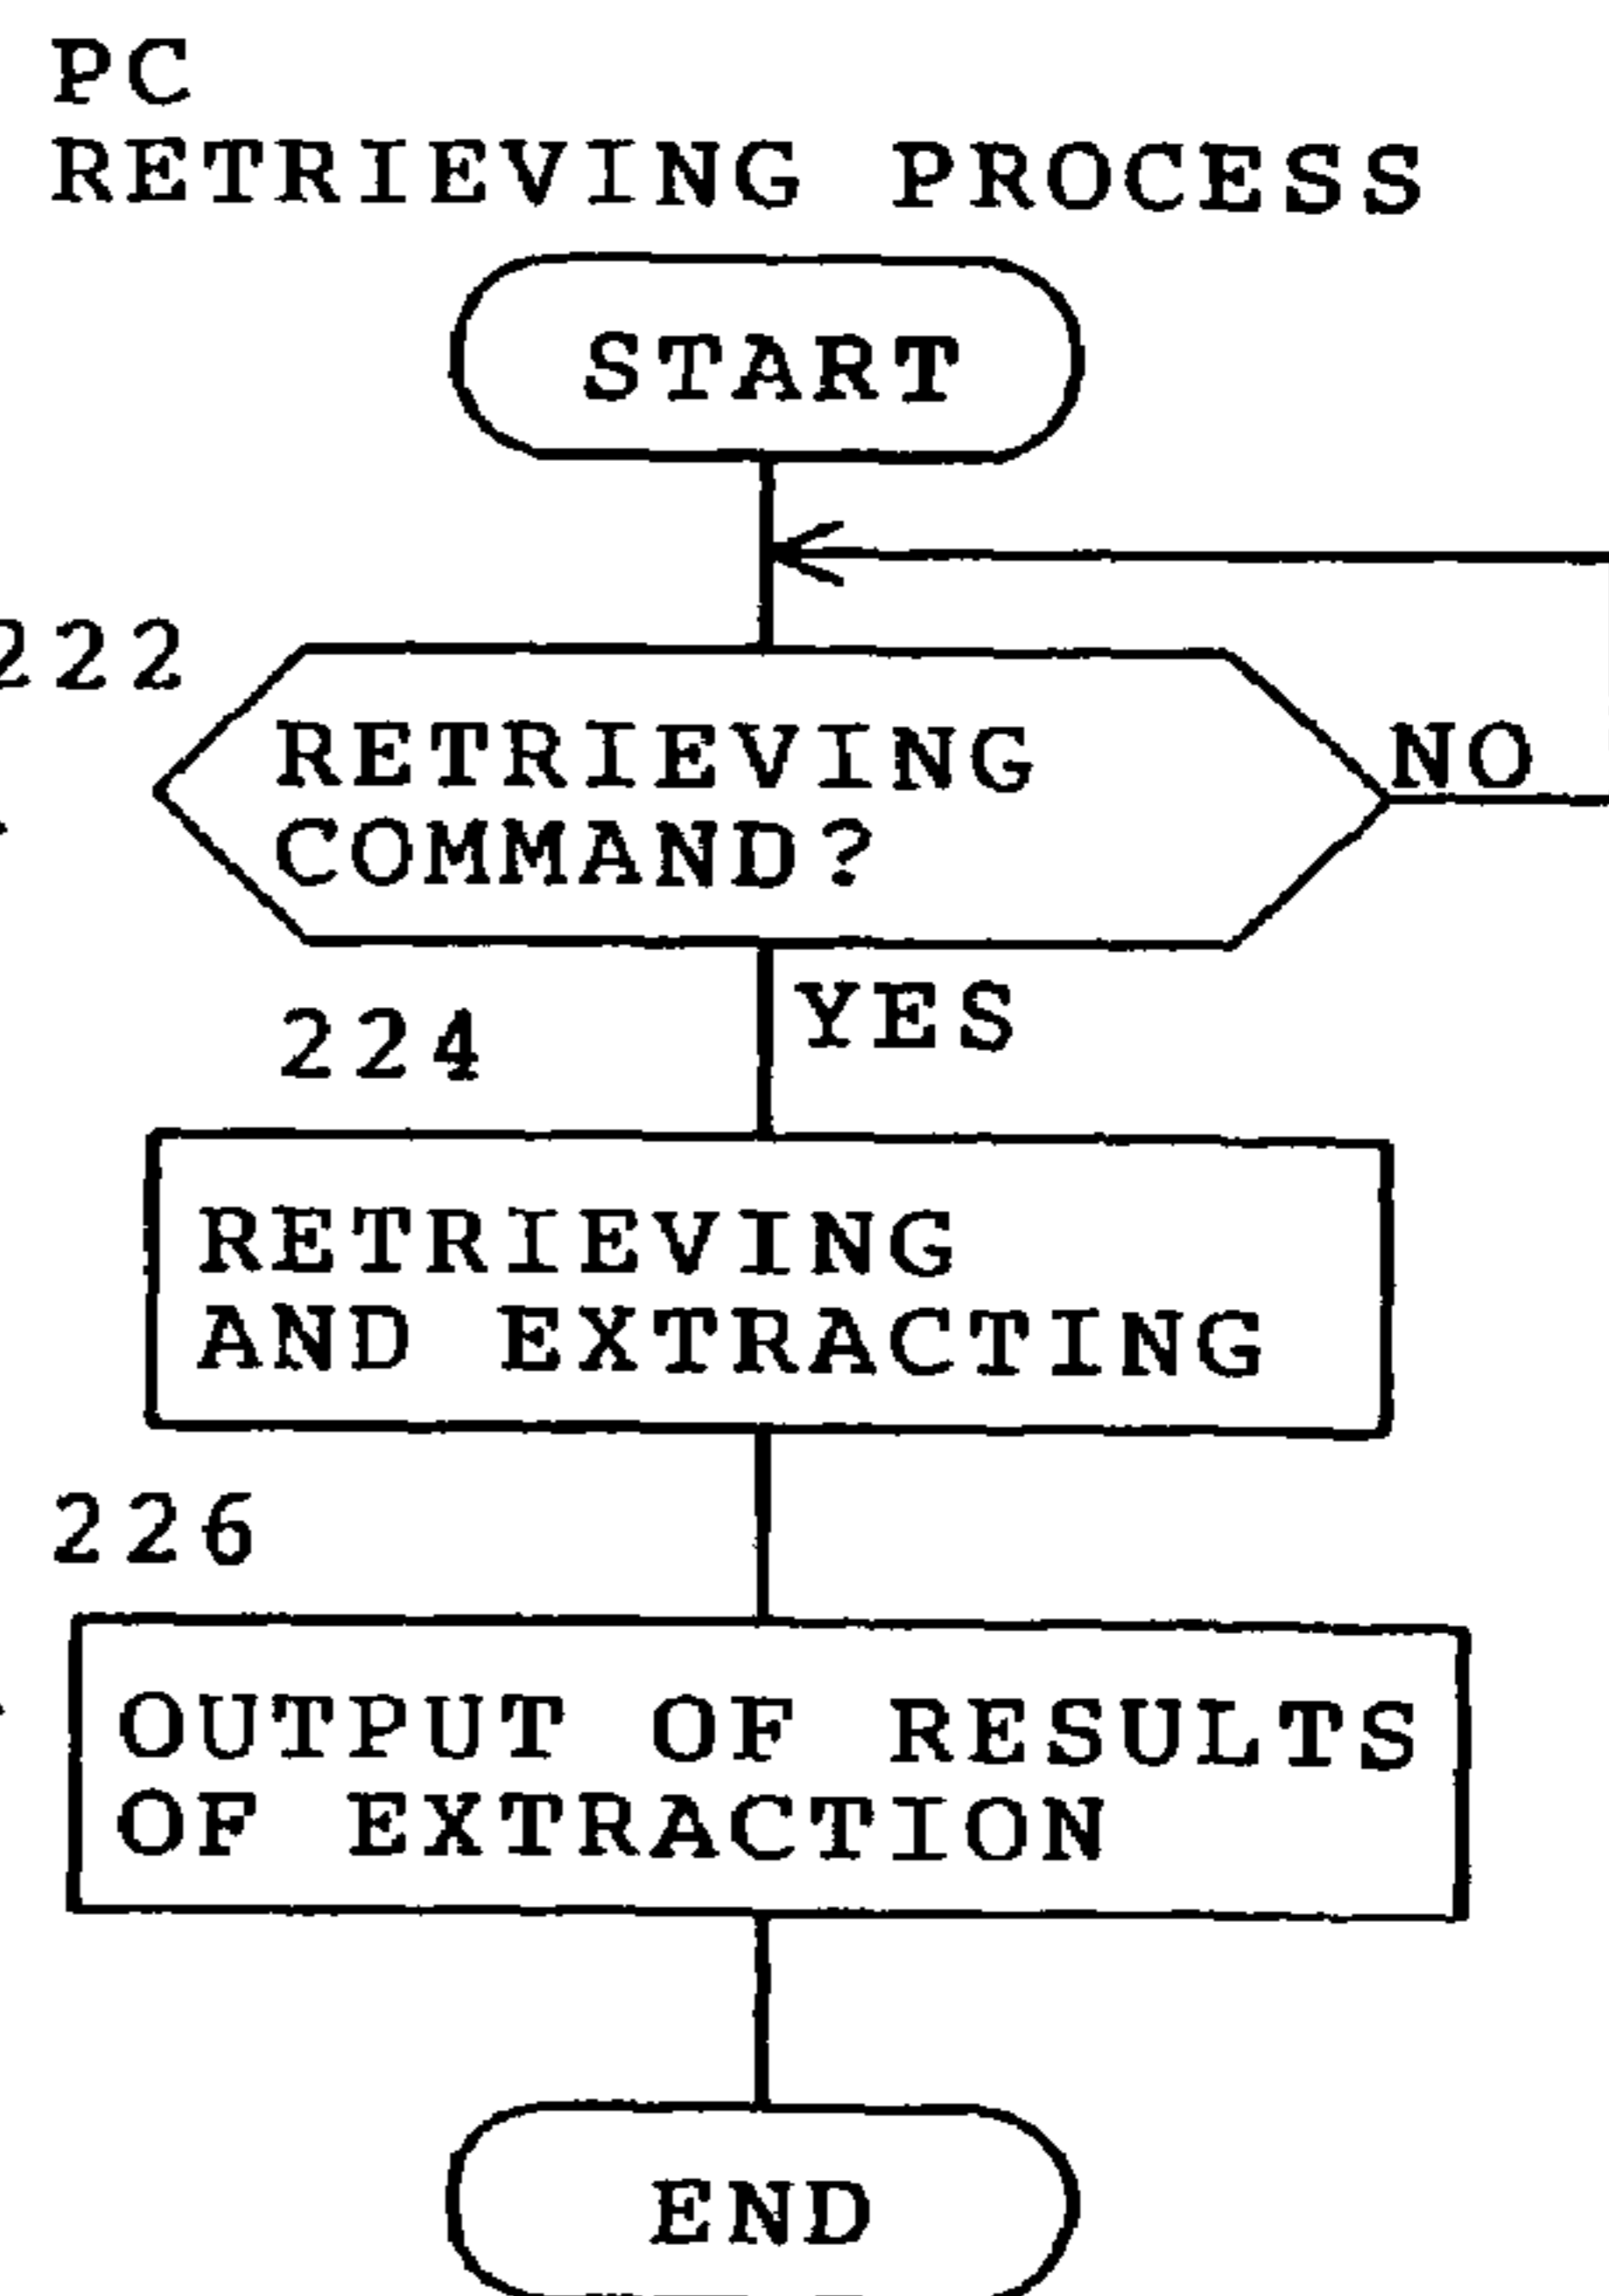 PC
RETRIEVING PROCESS
START
222
RETRIEVING
COMMAND?
NO
YES
224
RETRIEVING
AND EXTRACTING
226
OUTPUT OF RESULTS
OF EXTRACTION
END